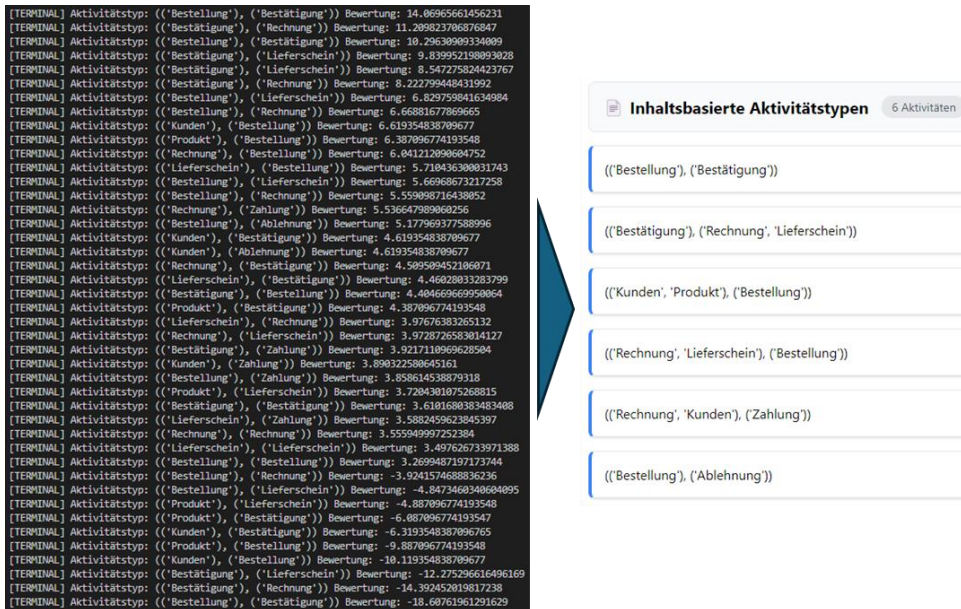 [TERMINAL] Aktivitätstyp: (('Bestellung'), ('Bestätigung')) Bewertung: 14.06965661456231
[TERMINAL] Aktivitätstyp: (('Bestätigung'), ('Rechnung')) Bewertung: 11.209823706876847
[TERMINAL] Aktivitätstyp: (('Bestellung'), ('Bestätigung')) Bewertung: 10.29630909334009
[TERMINAL] Aktivitätstyp: (('Bestätigung'), ('Lieferschein')) Bewertung: 9.839952198093028
[TERMINAL] Aktivitätstyp: (('Bestätigung'), ('Lieferschein')) Bewertung: 8.547275824423767
[TERMINAL] Aktivitätstyp: (('Bestätigung'), ('Rechnung')) Bewertung: 8.222799448431992
[TERMINAL] Aktivitätstyp: (('Bestellung'), ('Lieferschein')) Bewertung: 6.829759841634984
[TERMINAL] Aktivitätstyp: (('Bestellung'), ('Rechnung')) Bewertung: 6.66881677869665
[TERMINAL] Aktivitätstyp: (('Kunden'), ('Bestellung')) Bewertung: 6.619354838709677
[TERMINAL] Aktivitätstyp: (('Produkt'), ('Bestellung')) Bewertung: 6.387096774193548
[TERMINAL] Aktivitätstyp: (('Rechnung'), ('Bestellung')) Bewertung: 6.041212090604752
[TERMINAL] Aktivitätstyp: (('Lieferschein'), ('Bestellung')) Bewertung: 5.710436300031743
[TERMINAL] Aktivitätstyp: (('Bestellung'), ('Lieferschein')) Bewertung: 5.66968673217258
[TERMINAL] Aktivitätstyp: (('Bestellung'), ('Rechnung')) Bewertung: 5.559098716438052
[TERMINAL] Aktivitätstyp: (('Rechnung'), ('Zahlung')) Bewertung: 5.536647989060256
[TERMINAL] Aktivitätstyp: (('Bestellung'), ('Ablehnung')) Bewertung: 5.177969377588996
[TERMINAL] Aktivitätstyp: (('Kunden'), ('Bestätigung')) Bewertung: 4.619354838709677
[TERMINAL] Aktivitätstyp: (('Kunden'), ('Ablehnung')) Bewertung: 4.619354838709677
[TERMINAL] Aktivitätstyp: (('Rechnung'), ('Bestätigung')) Bewertung: 4.509509452106071
[TERMINAL] Aktivitätstyp: (('Lieferschein'), ('Bestätigung')) Bewertung: 4.46028033283799
[TERMINAL] Aktivitätstyp: (('Bestätigung'), ('Bestellung')) Bewertung: 4.404669669950064
[TERMINAL] Aktivitätstyp: (('Produkt'), ('Bestätigung')) Bewertung: 4.387096774193548
[TERMINAL] Aktivitätstyp: (('Lieferschein'), ('Rechnung')) Bewertung: 3.97676383265132
[TERMINAL] Aktivitätstyp: (('Rechnung'), ('Lieferschein')) Bewertung: 3.9728726583014127
[TERMINAL] Aktivitätstyp: (('Bestätigung'), ('Zahlung')) Bewertung: 3.9217110969628504
[TERMINAL] Aktivitätstyp: (('Kunden'), ('Zahlung')) Bewertung: 3.890322580645161
[TERMINAL] Aktivitätstyp: (('Bestellung'), ('Zahlung')) Bewertung: 3.858614538879318
[TERMINAL] Aktivitätstyp: (('Produkt'), ('Lieferschein')) Bewertung: 3.7204301075268815
[TERMINAL] Aktivitätstyp: (('Bestätigung'), ('Bestätigung')) Bewertung: 3.6101680383483408
[TERMINAL] Aktivitätstyp: (('Lieferschein'), ('Zahlung')) Bewertung: 3.5882459623845397
[TERMINAL] Aktivitätstyp: (('Rechnung'), ('Rechnung')) Bewertung: 3.555949997252384
[TERMINAL] Aktivitätstyp: (('Lieferschein'), ('Lieferschein')) Bewertung: 3.497626733971388
[TERMINAL] Aktivitätstyp: (('Bestellung'), ('Bestellung')) Bewertung: 3.2699487197173744
[TERMINAL] Aktivitätstyp: (('Bestellung'), ('Rechnung')) Bewertung: -3.9241574688836236
[TERMINAL] Aktivitätstyp: (('Bestellung'), ('Lieferschein')) Bewertung: -4.8473460340604095
[TERMINAL] Aktivitätstyp: (('Produkt'), ('Lieferschein')) Bewertung: -4.887096774193548
[TERMINAL] Aktivitätstyp: (('Produkt'), ('Bestätigung')) Bewertung: -6.087096774193547
[TERMINAL] Aktivitätstyp: (('Kunden'), ('Bestätigung')) Bewertung: -6.3193548387096765
[TERMINAL] Aktivitätstyp: (('Produkt'), ('Bestellung')) Bewertung: -9.887096774193548
[TERMINAL] Aktivitätstyp: (('Kunden'), ('Bestellung')) Bewertung: -10.119354838709677
[TERMINAL] Aktivitätstyp: (('Bestätigung'), ('Lieferschein')) Bewertung: -12.275296616496169
[TERMINAL] Aktivitätstyp: (('Bestätigung'), ('Rechnung')) Bewertung: -14.392452019817238
[TERMINAL] Aktivitätstyp: (('Bestellung'), ('Bestätigung')) Bewertung: -18.60761961291629
Inhaltsbasierte Aktivitätstypen 6 Aktivitäten
(('Bestellung'), ('Bestätigung'))
(('Bestätigung'), ('Rechnung', 'Lieferschein'))
(('Kunden', 'Produkt'), ('Bestellung'))
(('Rechnung', 'Lieferschein'), ('Bestellung'))
(('Rechnung', 'Kunden'), ('Zahlung'))
(('Bestellung'), ('Ablehnung'))